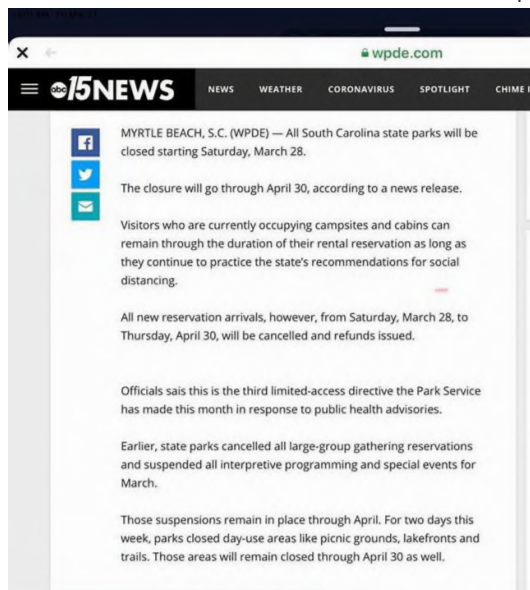 wpde.com
abc 15 NEWS NEWS WEATHER CORONAVIRUS SPOTLIGHT CHIME
MYRTLE BEACH, S.C. (WPDE) — All South Carolina state parks will be
closed starting Saturday, March 28.
The closure will go through April 30, according to a news release.
Visitors who are currently occupying campsites and cabins can
remain through the duration of their rental reservation as long as
they continue to practice the state's recommendations for social
distancing.
All new reservation arrivals, however, from Saturday, March 28, to
Thursday, April 30, will be cancelled and refunds issued.
Officials sais this is the third limited-access directive the Park Service
has made this month in response to public health advisories.
Earlier, state parks cancelled all large-group gathering reservations
and suspended all interpretive programming and special events for
March.
Those suspensions remain in place through April. For two days this
week, parks closed day-use areas like picnic grounds, lakefronts and
trails. Those areas will remain closed through April 30 as well.